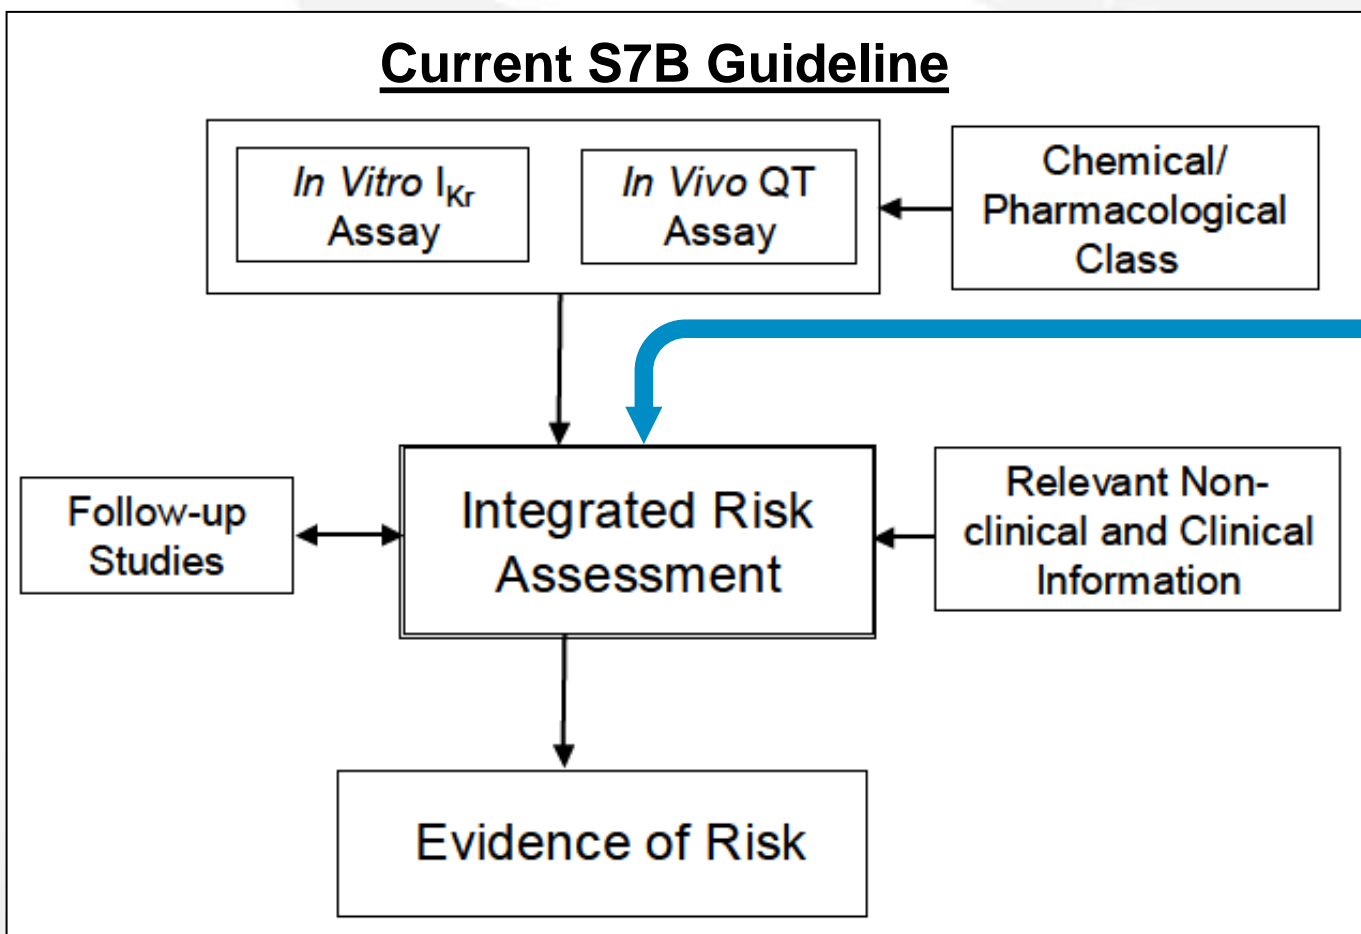 Current S7B Guideline
In Vitro IKr
Assay
In Vivo QT
Assay
Chemical/
Pharmacological
Class
Follow-up
Studies
Integrated Risk
Assessment
Relevant Non-
clinical and Clinical
Information
Evidence of Risk